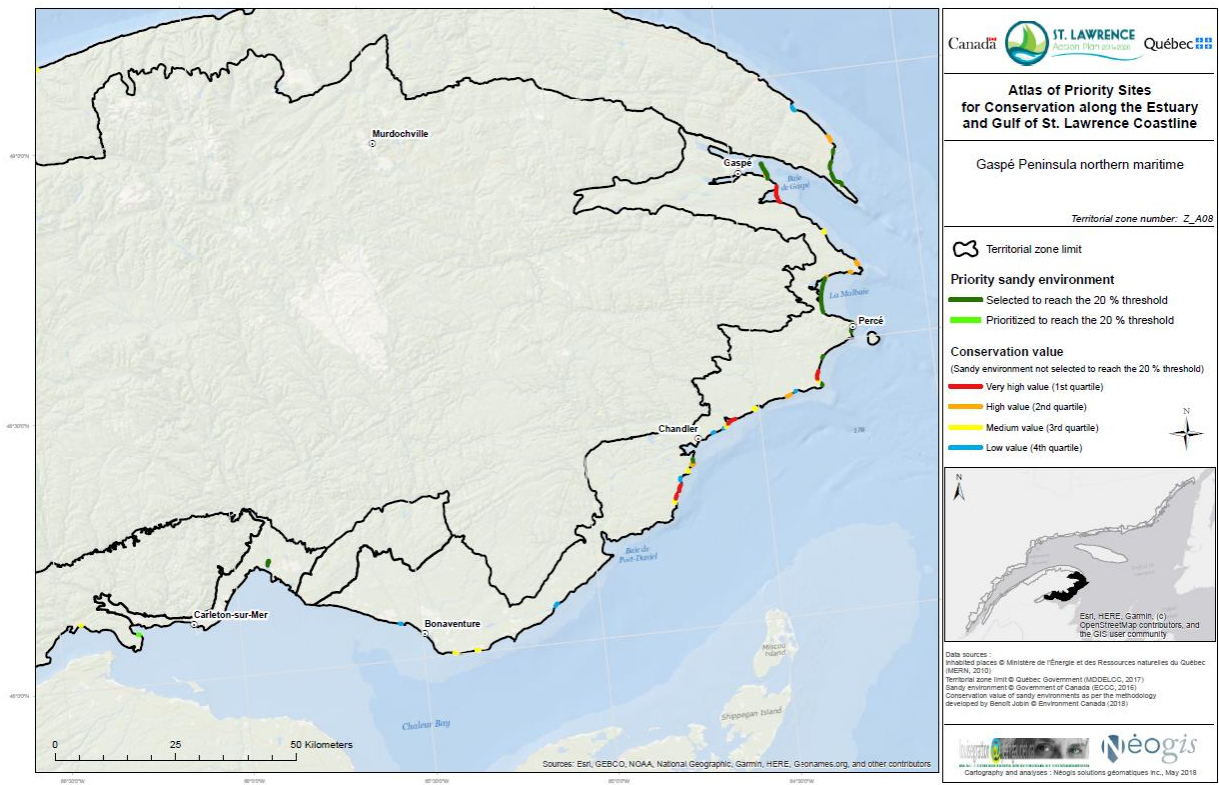 Murdochville
Gaspé
Baie
de Gaspé
La Malbaie
Percé
Chandler
Baie de
Port-Daniel
Carleton-sur-Mer
Bonaventure
Miscou
Island
Shippegan Island
Chaleur Bay
0 25 50 Kilometers
Sources: Esri, GEBCO, NOAA, National Geographic, Garmin, HERE, Geonames.org, and other contributors
Canada
ST. LAWRENCE
Action Plan 2011-2026
Québec
Atlas of Priority Sites
for Conservation along the Estuary
and Gulf of St. Lawrence Coastline
Gaspé Peninsula northern maritime
Territorial zone number: Z_A08
Territorial zone limit
Priority sandy environment
Selected to reach the 20 % threshold
Prioritized to reach the 20 % threshold
Conservation value
(Sandy environment not selected to reach the 20 % threshold)
Very high value (1st quartile)
High value (2nd quartile)
Medium value (3rd quartile)
Low value (4th quartile)
N
N
Esri, HERE, Garmin, (c)
OpenStreetMap contributors, and
the GIS user community
Data sources :
Inhabited places © Ministère de l'Énergie et des Ressources naturelles du Québec
(MERN, 2010)
Territorial zone limit © Québec Government (MDDELCC, 2017)
Sandy environment © Government of Canada (ECCC, 2016)
Conservation value of sandy environments as per the methodology
developed by Benoît Jobin © Environment Canada (2018)
Nèogis
Cartography and analyses : Néogis solutions géomatiques inc., May 2018